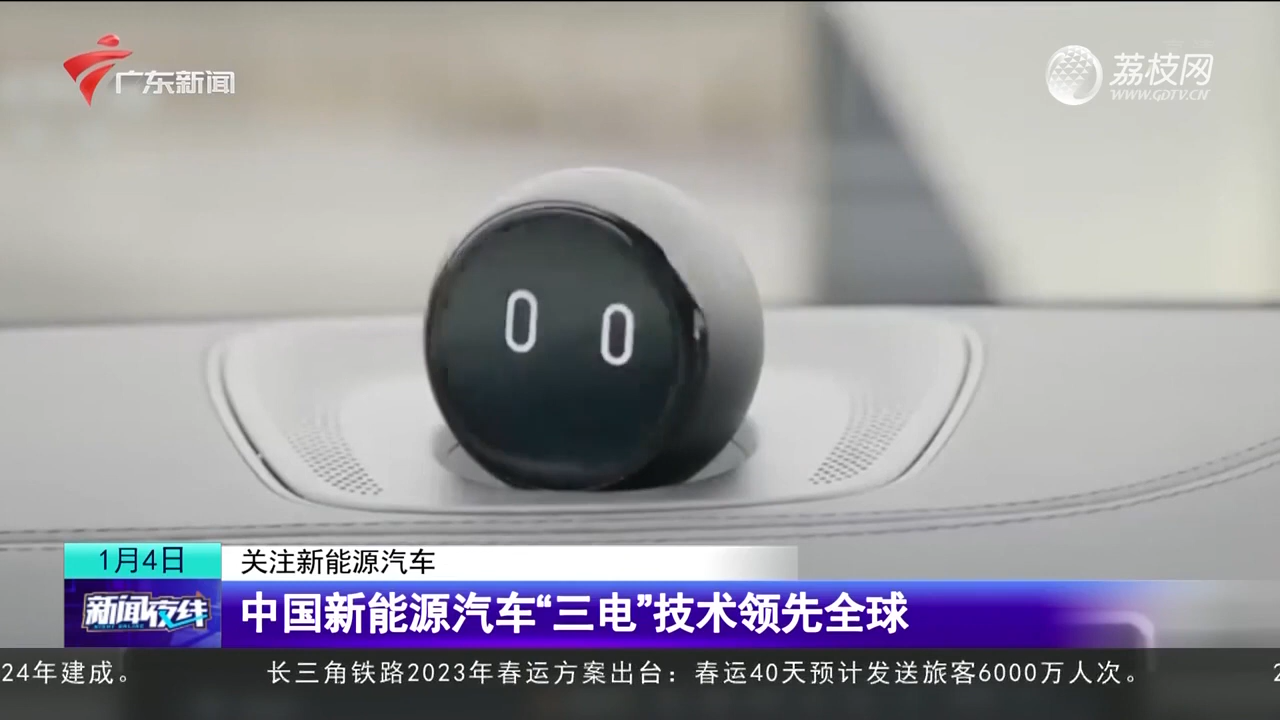 广东新闻
荔枝网
WWW.GDTV.CN
0 0
1月4日
关注新能源汽车
新闻夜线
NIGHT ONLINE
中国新能源汽车“三电”技术领先全球
24年建成。 长三角铁路2023年春运方案出台：春运40天预计发送旅客6000万人次。 2